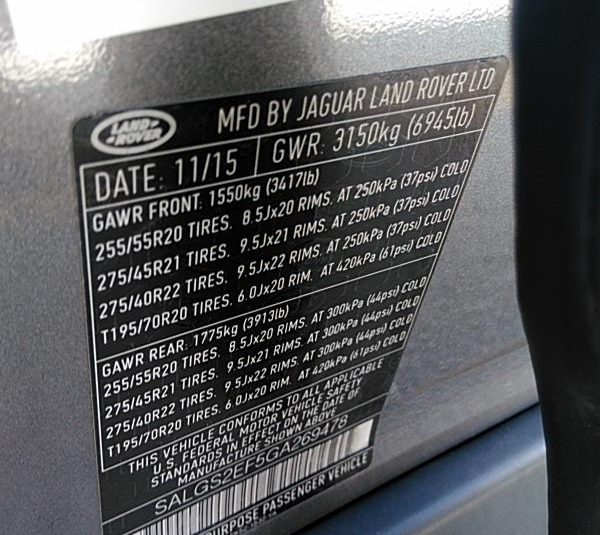 LAND ROVER
MFD BY JAGUAR LAND ROVER LTD
DATE: 11/15 GWR: 3150kg (6945lb)
GAWR FRONT: 1550kg (3417lb)
255/55R20 TIRES. 8.5Jx20 RIMS. AT 250kPa (37psi) COLD
275/45R21 TIRES. 9.5Jx21 RIMS. AT 250kPa (37psi) COLD
275/40R22 TIRES. 9.5Jx22 RIMS. AT 250kPa (37psi) COLD
T195/70R20 TIRES. 6.0Jx20 RIM. AT 420kPa (61psi) COLD
GAWR REAR: 1775kg (3913lb)
255/55R20 TIRES. 8.5Jx20 RIMS. AT 300kPa (44psi) COLD
275/45R21 TIRES. 9.5Jx21 RIMS. AT 300kPa (44psi) COLD
275/40R22 TIRES. 9.5Jx22 RIMS. AT 300kPa (44psi) COLD
T195/70R20 TIRES. 6.0Jx20 RIM. AT 420kPa (61psi) COLD
THIS VEHICLE CONFORMS TO ALL APPLICABLE
U.S. FEDERAL MOTOR VEHICLE SAFETY
STANDARDS IN EFFECT ON THE DATE OF
MANUFACTURE SHOWN ABOVE.
SALGS2EF5GA269478
PURPOSE PASSENGER VEHICLE